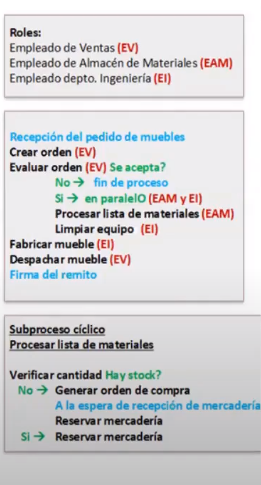 Roles:
Empleado de Ventas (EV)
Empleado de Almacén de Materiales (EAM)
Empleado depto. Ingeniería (EI)
Recepción del pedido de muebles
Crear orden (EV)
Evaluar orden (EV) Se acepta?
No → fin de proceso
Si → en paralelO (EAM y EI)
Procesar lista de materiales (EAM)
Limpiar equipo (EI)
Fabricar mueble (EI)
Despachar mueble (EV)
Firma del remito
Subproceso cíclico
Procesar lista de materiales
Verificar cantidad Hay stock?
No → Generar orden de compra
A la espera de recepción de mercadería
Reservar mercadería
Si → Reservar mercadería